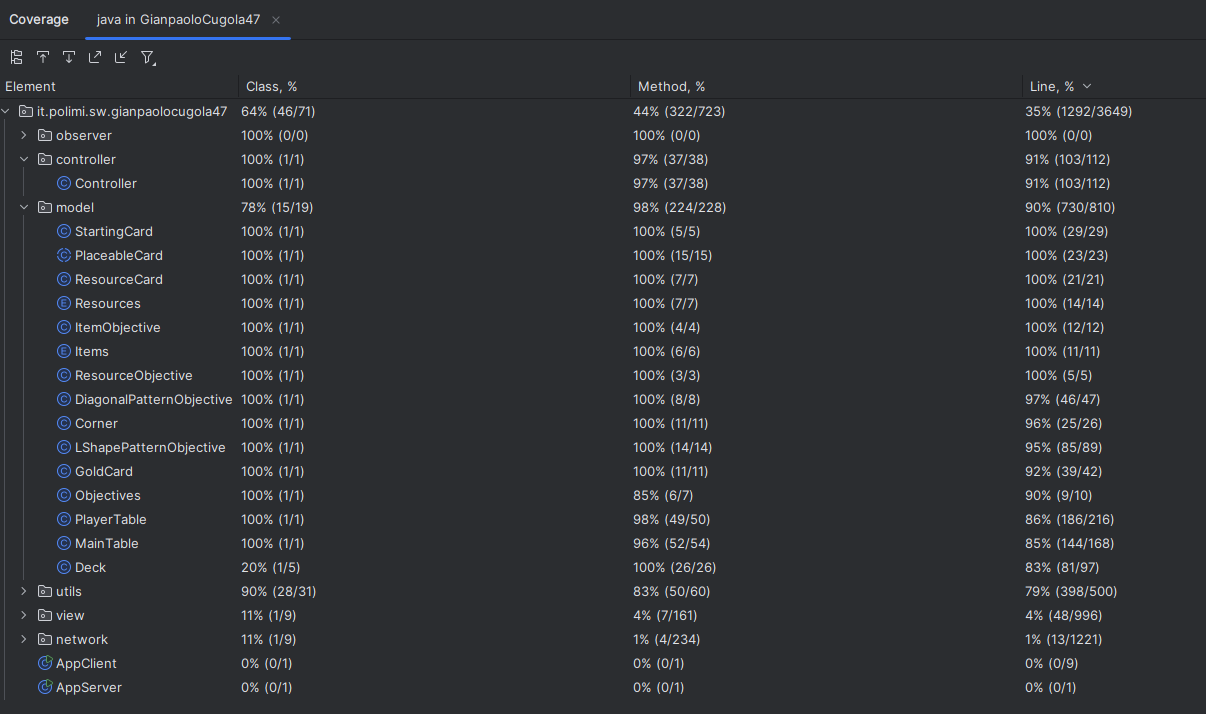 Coverage java in GianpaoloCugola47
Element Class, % Method, % Line, %
it.polimi.sw.gianpaolocugola47 64% (46/71) 44% (322/723) 35% (1292/3649)
observer 100% (0/0) 100% (0/0) 100% (0/0)
controller 100% (1/1) 97% (37/38) 91% (103/112)
C Controller 100% (1/1) 97% (37/38) 91% (103/112)
model 78% (15/19) 98% (224/228) 90% (730/810)
C StartingCard 100% (1/1) 100% (5/5) 100% (29/29)
C PlaceableCard 100% (1/1) 100% (15/15) 100% (23/23)
C ResourceCard 100% (1/1) 100% (7/7) 100% (21/21)
E Resources 100% (1/1) 100% (7/7) 100% (14/14)
C ItemObjective 100% (1/1) 100% (4/4) 100% (12/12)
E Items 100% (1/1) 100% (6/6) 100% (11/11)
C ResourceObjective 100% (1/1) 100% (3/3) 100% (5/5)
C DiagonalPatternObjective 100% (1/1) 100% (8/8) 97% (46/47)
C Corner 100% (1/1) 100% (11/11) 96% (25/26)
C LShapePatternObjective 100% (1/1) 100% (14/14) 95% (85/89)
C GoldCard 100% (1/1) 100% (11/11) 92% (39/42)
C Objectives 100% (1/1) 85% (6/7) 90% (9/10)
C PlayerTable 100% (1/1) 98% (49/50) 86% (186/216)
C MainTable 100% (1/1) 96% (52/54) 85% (144/168)
C Deck 20% (1/5) 100% (26/26) 83% (81/97)
utils 90% (28/31) 83% (50/60) 79% (398/500)
view 11% (1/9) 4% (7/161) 4% (48/996)
network 11% (1/9) 1% (4/234) 1% (13/1221)
C AppClient 0% (0/1) 0% (0/1) 0% (0/9)
C AppServer 0% (0/1) 0% (0/1) 0% (0/1)